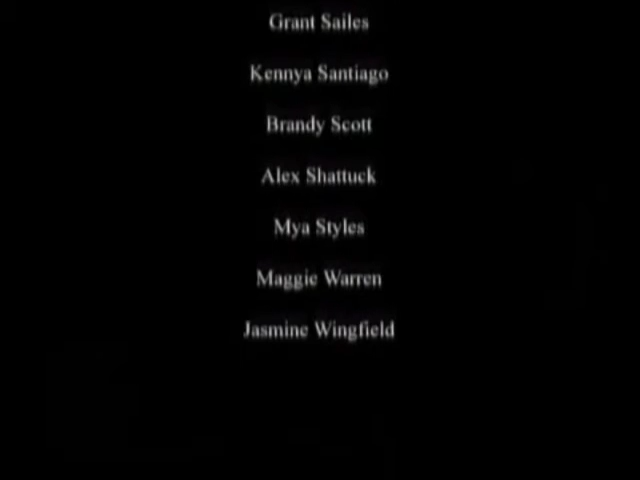 Grant Sailes
Kennya Santiago
Brandy Scott
Alex Shattuck
Mya Styles
Maggie Warren
Jasmine Wingfield